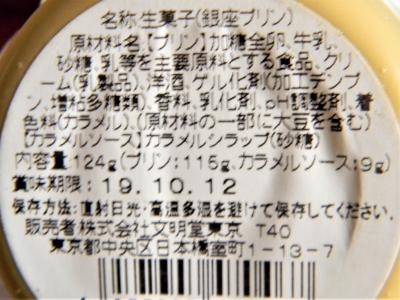 名称:生菓子(銀座プリン)
原材料名:【プリン】加糖全卵、牛乳、
砂糖、乳等を主要原料とする食品、クリ
ーム(乳製品)、洋酒、ゲル化剤(加工デンプ
ン、増粘多糖類)、香料、乳化剤、pH調整剤、着
色料(カラメル)、(原材料の一部に大豆を含む)
【カラメルソース】カラメルシラップ(砂糖)
内容量:124g(プリン:115g、カラメルソース:9g)
賞味期限:19.10.12
保存方法:直射日光・高温多湿を避けて保存してください。
販売者:株式会社文明堂東京 T40
東京都中央区日本橋室町1-13-7